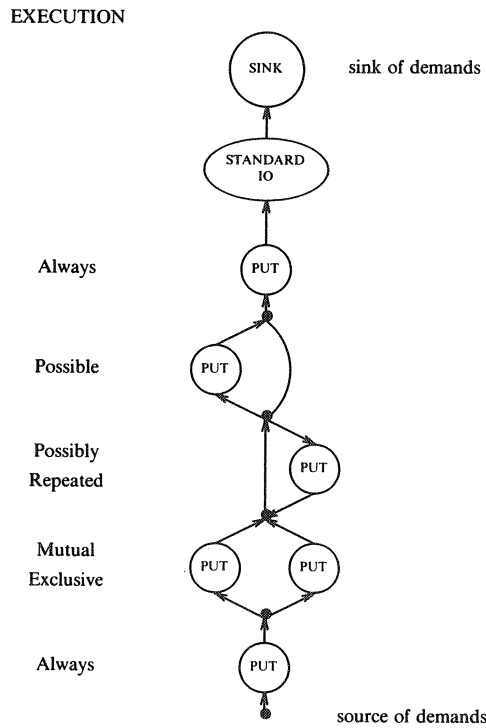 EXECUTION
SINK
sink of demands
STANDARD
IO
Always
PUT
Possible
PUT
Possibly
Repeated
PUT
Mutual
Exclusive
PUT
PUT
Always
PUT
source of demands